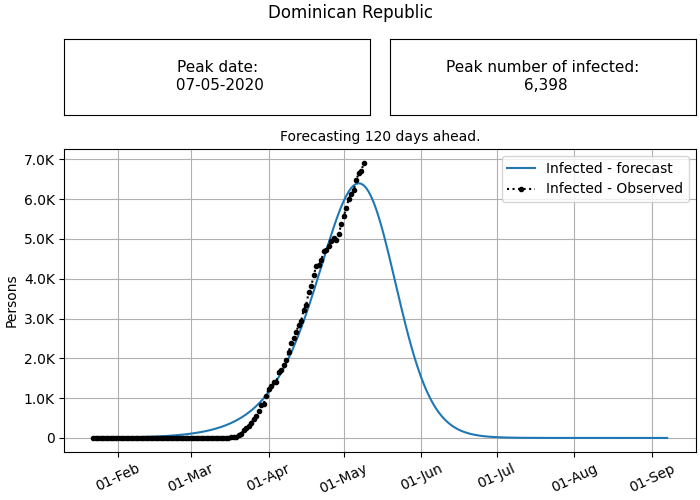 Dominican Republic
Peak date:
07-05-2020
Peak number of infected:
6,398
Forecasting 120 days ahead.
7.0K
6.0K
5.0K
4.0K
3.0K
2.0K
1.0K
0
Persons
Infected - forecast
Infected - Observed
01-Feb
01-Mar
01-Apr
01-May
01-Jun
01-Jul
01-Aug
01-Sep